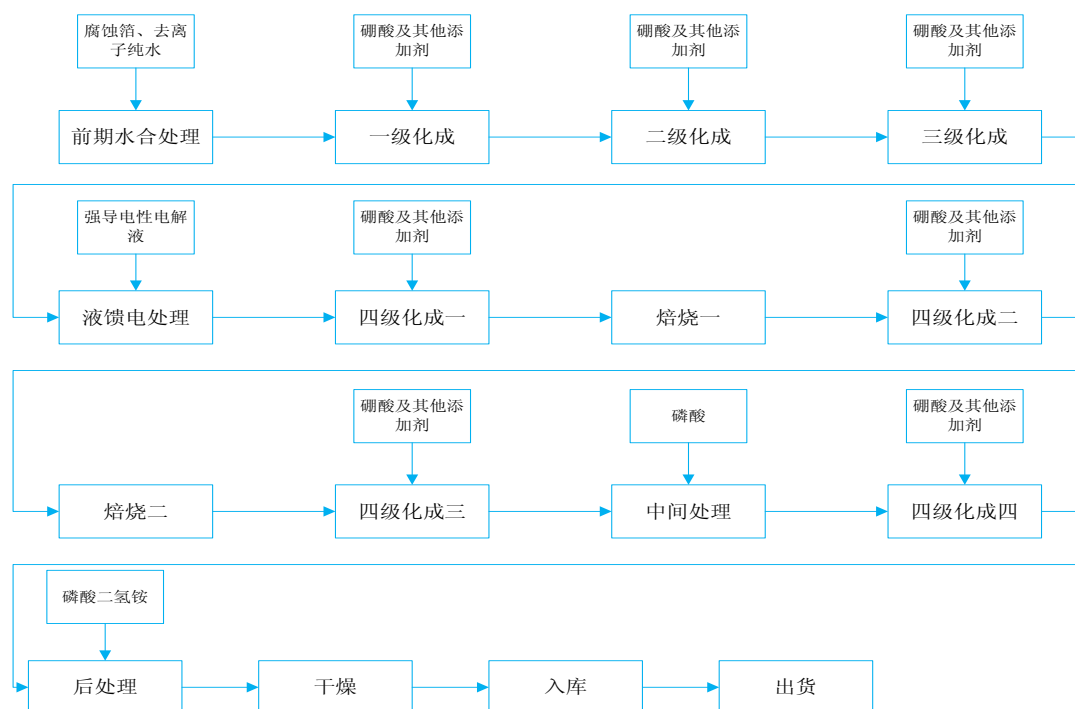 腐蚀箔、去离
子纯水
硼酸及其他添
加剂
硼酸及其他添
加剂
硼酸及其他添
加剂
前期水合处理
一级化成
二级化成
三级化成
强导电性电解
液
硼酸及其他添
加剂
硼酸及其他添
加剂
液馈电处理
四级化成一
焙烧一
四级化成二
硼酸及其他添
加剂
磷酸
硼酸及其他添
加剂
焙烧二
四级化成三
中间处理
四级化成四
磷酸二氢铵
后处理
干燥
入库
出货